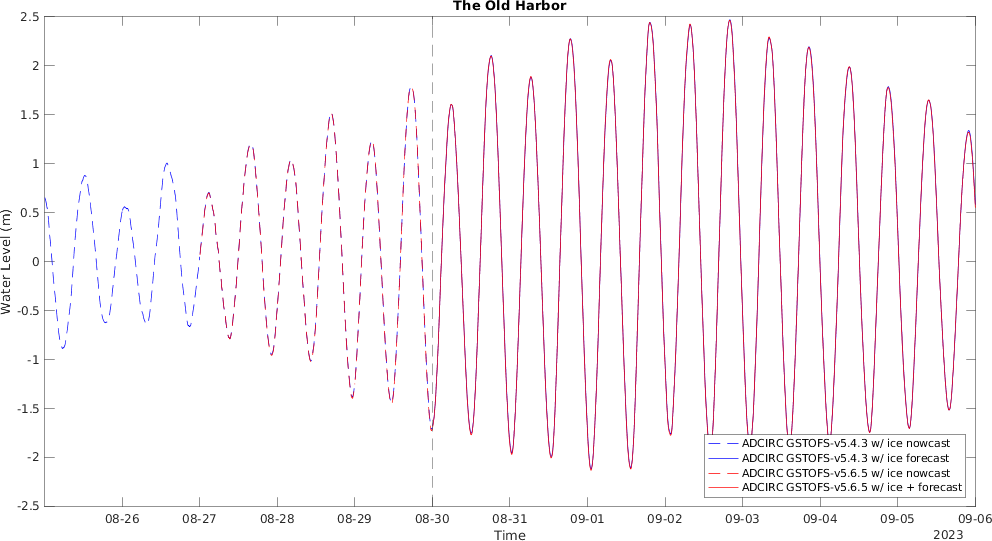 The Old Harbor
2.5
2
1.5
1
0.5
0
-0.5
-1
-1.5
-2
-2.5
Water Level (m)
ADCIRC GSTOFS-v5.4.3 w/ ice nowcast
ADCIRC GSTOFS-v5.4.3 w/ ice forecast
ADCIRC GSTOFS-v5.6.5 w/ ice nowcast
ADCIRC GSTOFS-v5.6.5 w/ ice + forecast
08-26 08-27 08-28 08-29 08-30 08-31 09-01 09-02 09-03 09-04 09-05 09-06
Time
2023